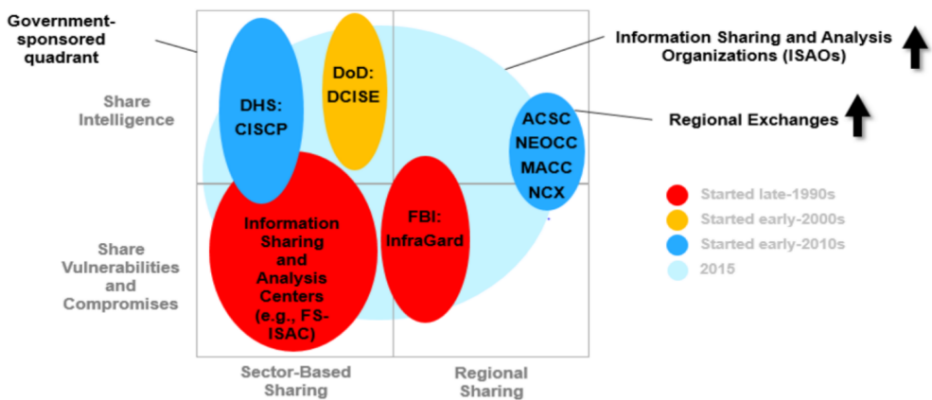 Government-
sponsored
quadrant
Share
Intelligence
Share
Vulnerabilities
and
Compromises
DHS:
CISCP
DoD:
DCISE
ACSC
NEOCC
MACC
NCX
Information
Sharing
and
Analysis
Centers
(e.g., FS-
ISAC)
FBI:
InfraGard
Sector-Based
Sharing
Regional
Sharing
Information Sharing and Analysis
Organizations (ISAOs)
Regional Exchanges
Started late-1990s
Started early-2000s
Started early-2010s
2015